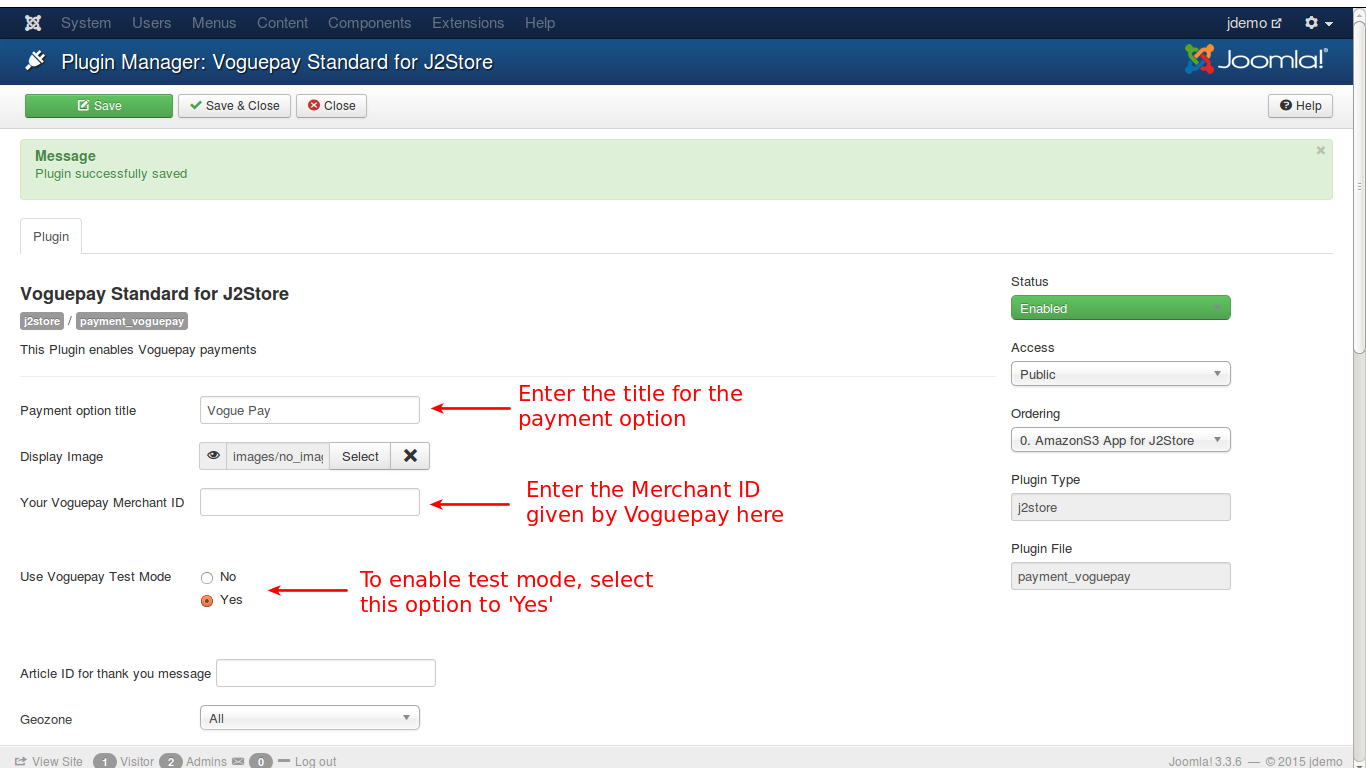 System Users Menus Content Components Extensions Help jdemo
Plugin Manager: Voguepay Standard for J2Store Joomla!®
Save Save & Close Close Help
Message ×
Plugin successfully saved
Plugin
Status
Voguepay Standard for J2Store
Enabled
j2store / payment_voguepay
Access
This Plugin enables Voguepay payments
Public
Enter the title for the
payment option
Payment option title Vogue Pay
Ordering
0. AmazonS3 App for J2Store
Display Image images/no_imag Select
Plugin Type
Enter the Merchant ID
given by Voguepay here
Your Voguepay Merchant ID
j2store
Plugin File
Use Voguepay Test Mode No
Yes
To enable test mode, select
this option to 'Yes'
payment_voguepay
Article ID for thank you message
Geozone All
View Site 1 Visitor 2 Admins 0 Log out Joomla! 3.3.6 — © 2015 jdemo